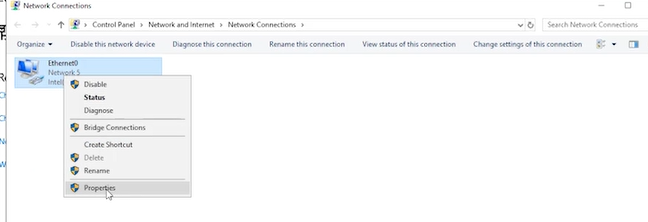 Network Connections
Control Panel > Network and Internet > Network Connections >
Search Network Connections
Organize Disable this network device Diagnose this connection Rename this connection View status of this connection Change settings of this connection
Ethernet0
Network 5
Disable
Status
Diagnose
Bridge Connections
Create Shortcut
Delete
Rename
Properties